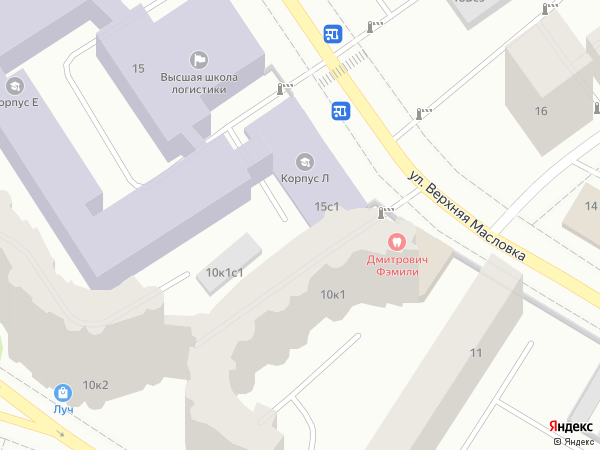 16
15
Высшая школа
логистики
Корпус Л
15с1
ул. Верхняя Масловка
14
Дмитрович
Фэмили
10к1с1
10к1
11
10к2
Луч
Яндекс
© Яндекс